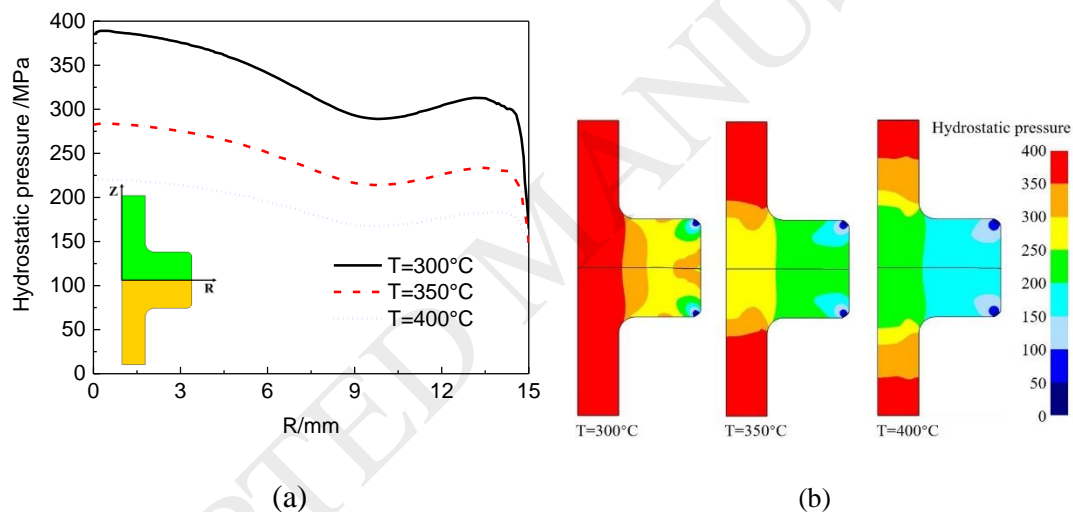 400
350
300
250
200
150
100
50
0
Hydrostatic pressure /MPa
Z
R
T=300°C
T=350°C
T=400°C
0 3 6 9 12 15
R/mm
(a)
Hydrostatic pressure
400
350
300
250
200
150
100
50
0
T=300°C T=350°C T=400°C
(b)